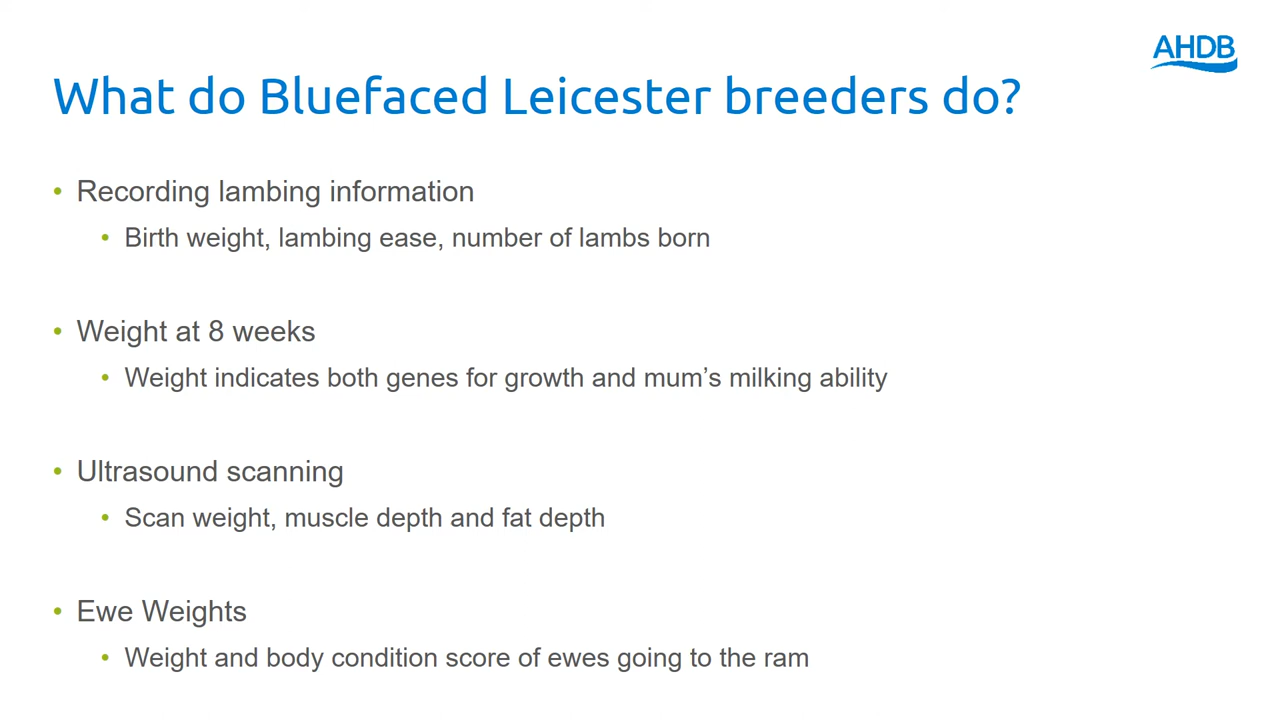 AHDB
What do Bluefaced Leicester breeders do?
• Recording lambing information
• Birth weight, lambing ease, number of lambs born
• Weight at 8 weeks
• Weight indicates both genes for growth and mum’s milking ability
• Ultrasound scanning
• Scan weight, muscle depth and fat depth
• Ewe Weights
• Weight and body condition score of ewes going to the ram